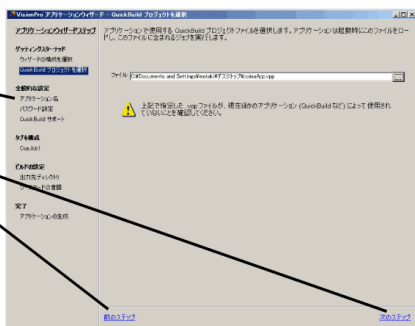 VisionPro アプリケーションウィザード - QuickBuild プロジェクトを選択
アプリケーションウィザードステップ
ゲッティングスターテッド
ウィザードの構成を選択
QuickBuild プロジェクトを選択
全般的な設定
アプリケーション名
パスワード設定
QuickBuild サポート
タブを構成
CogJob1
ビルドの設定
出力先ディレクトリ
ソースコードの言語
完了
アプリケーションの生成
アプリケーションで使用する QuickBuild プロジェクトファイルを選択します。アプリケーションは起動時にこのファイルをロー
ドし、このファイルに含まれるジョブを実行します。
ファイル:
上記で指定した .vpp ファイルが、現在ほかのアプリケーション (QuickBuild など) によって使用され
ていないことを確認してください。
前のステップ
次のステップ